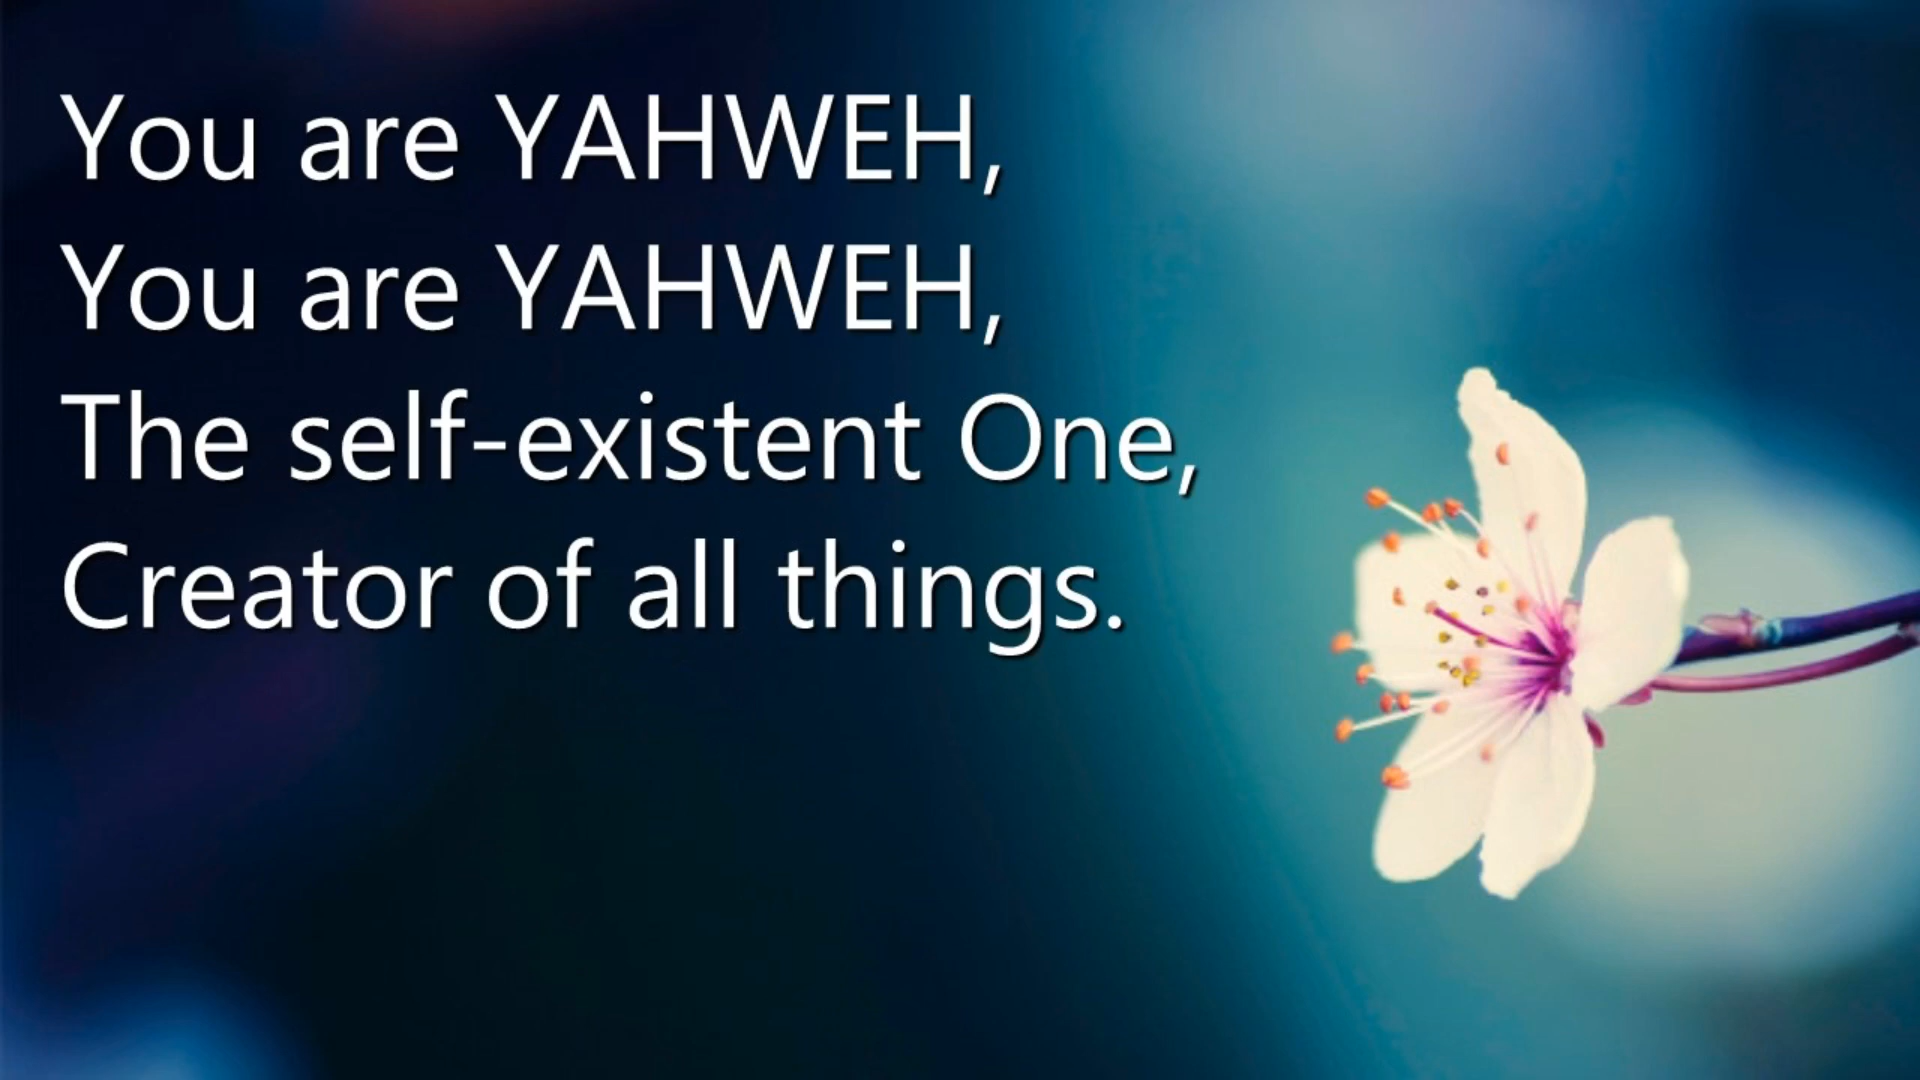 You are YAHWEH,
You are YAHWEH,
The self-existent One,
Creator of all things.